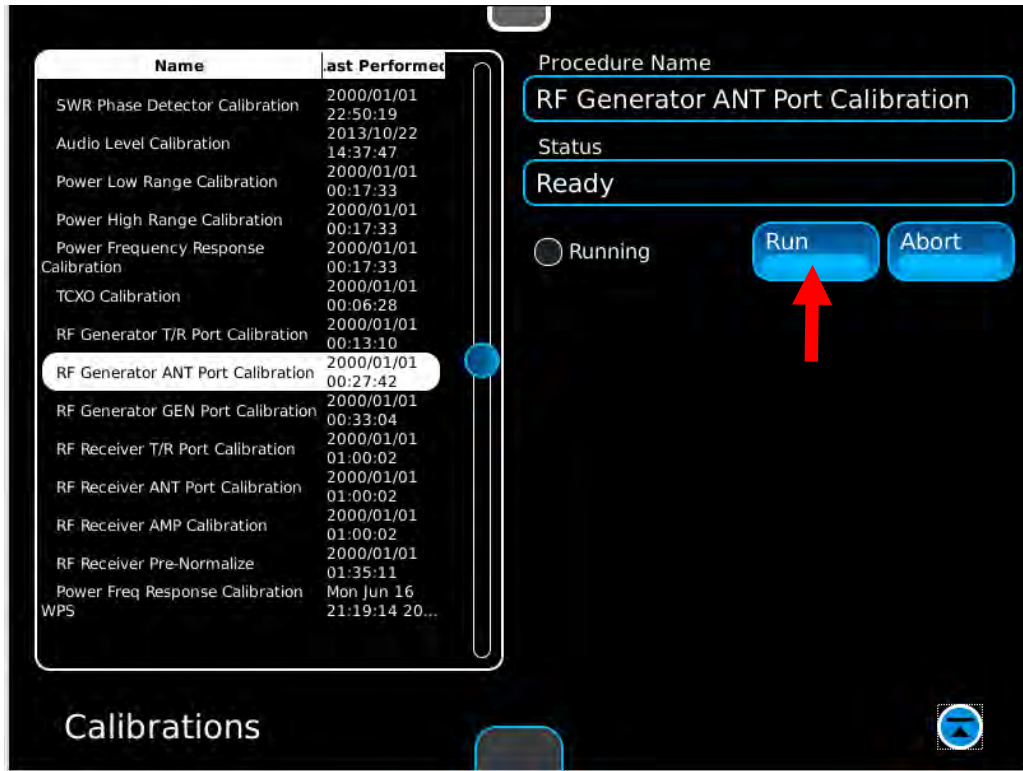 Name
.ast Performed
SWR Phase Detector Calibration
2000/01/01
22:50:19
Audio Level Calibration
2013/10/22
14:37:47
Power Low Range Calibration
2000/01/01
00:17:33
Power High Range Calibration
2000/01/01
00:17:33
Power Frequency Response
Calibration
2000/01/01
00:17:33
TCXO Calibration
2000/01/01
00:06:28
RF Generator T/R Port Calibration
2000/01/01
00:13:10
RF Generator ANT Port Calibration
2000/01/01
00:27:42
RF Generator GEN Port Calibration
2000/01/01
00:33:04
RF Receiver T/R Port Calibration
2000/01/01
01:00:02
RF Receiver ANT Port Calibration
2000/01/01
01:00:02
RF Receiver AMP Calibration
2000/01/01
01:00:02
RF Receiver Pre-Normalize
2000/01/01
01:35:11
Power Freq Response Calibration
WPS
Mon Jun 16
21:19:14 20...
Procedure Name
RF Generator ANT Port Calibration
Status
Ready
Running
Run
Abort
Calibrations